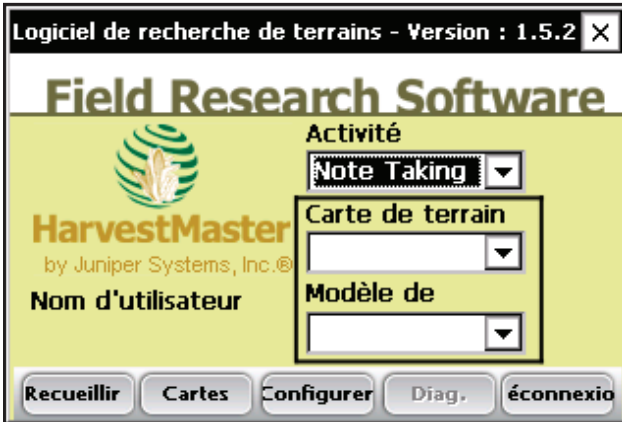 Logiciel de recherche de terrains - Version : 1.5.2
Field Research Software
Activité
Note Taking
Carte de terrain
HarvestMaster
by Juniper Systems, Inc.®
Nom d'utilisateur
Modèle de
Recueillir Cartes Configurer Diag. éconnexio